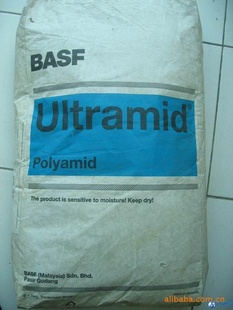 BASF
Ultramid®
Polyamid
The product is sensitive to moisture! Keep dry!
BASF (Malaysia) Sdn. Bhd.
Pasir Gudang
alibaba.com.cn